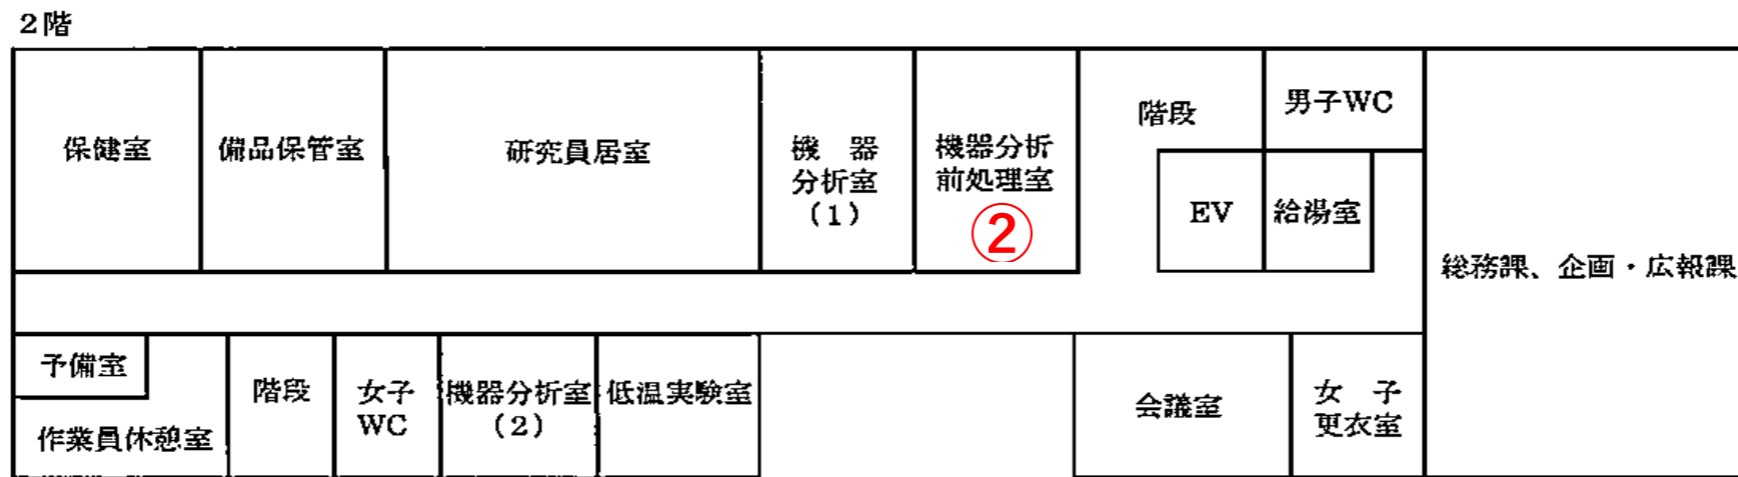 2階
保健室
備品保管室
研究員居室
機 器
分析室
(1)
機器分析
前処理室
②
階段
男子WC
EV
給湯室
総務課、企画・広報課
予備室
作業員休憩室
階段
女子
WC
機器分析室
(2)
低温実験室
会議室
女 子
更衣室